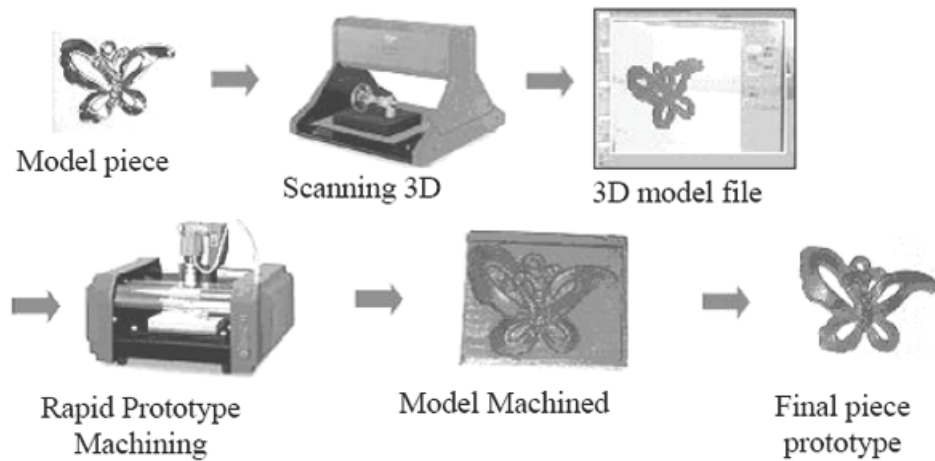 Model piece
Scanning 3D
3D model file
Rapid Prototype
Machining
Model Machined
Final piece
prototype